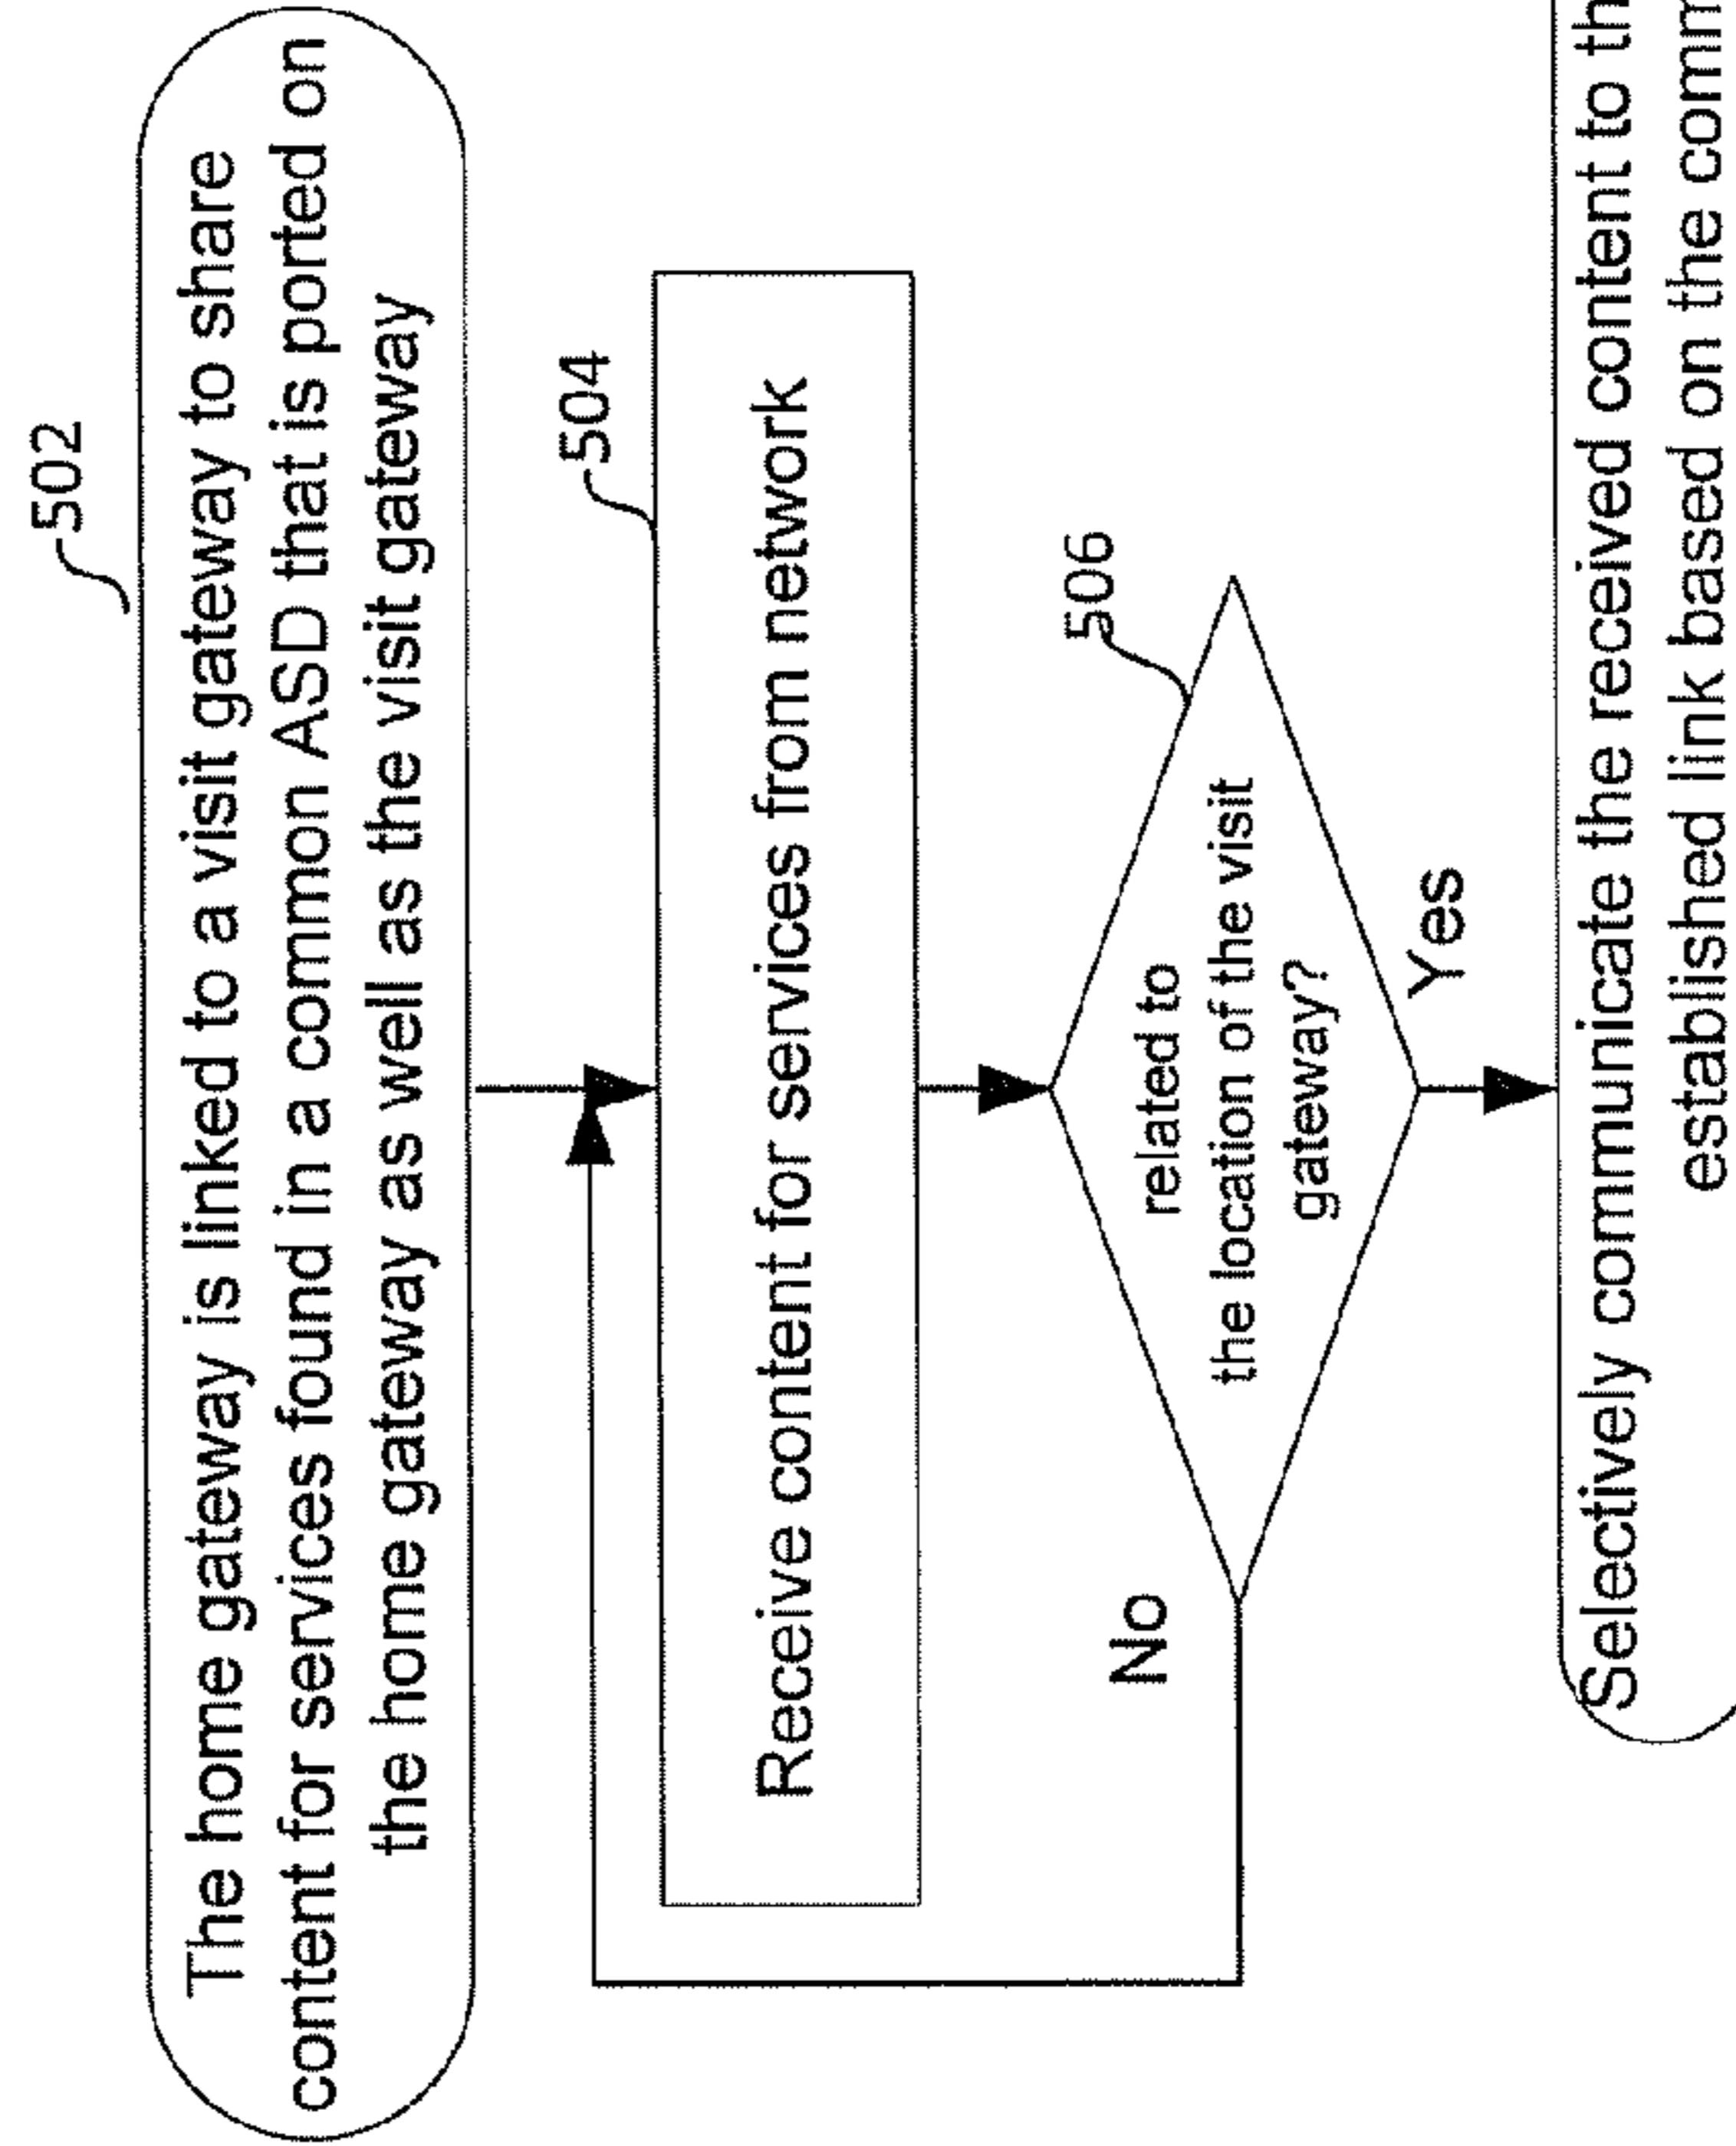 502
The home gateway is linked to a visit gateway to share
content for services found in a common ASD that is ported on
the home gateway as well as the visit gateway
504
Receive content for services from network
506
related to
the location of the visit
gateway?
No
Yes
Selectively communicate the received content to
established link based on the